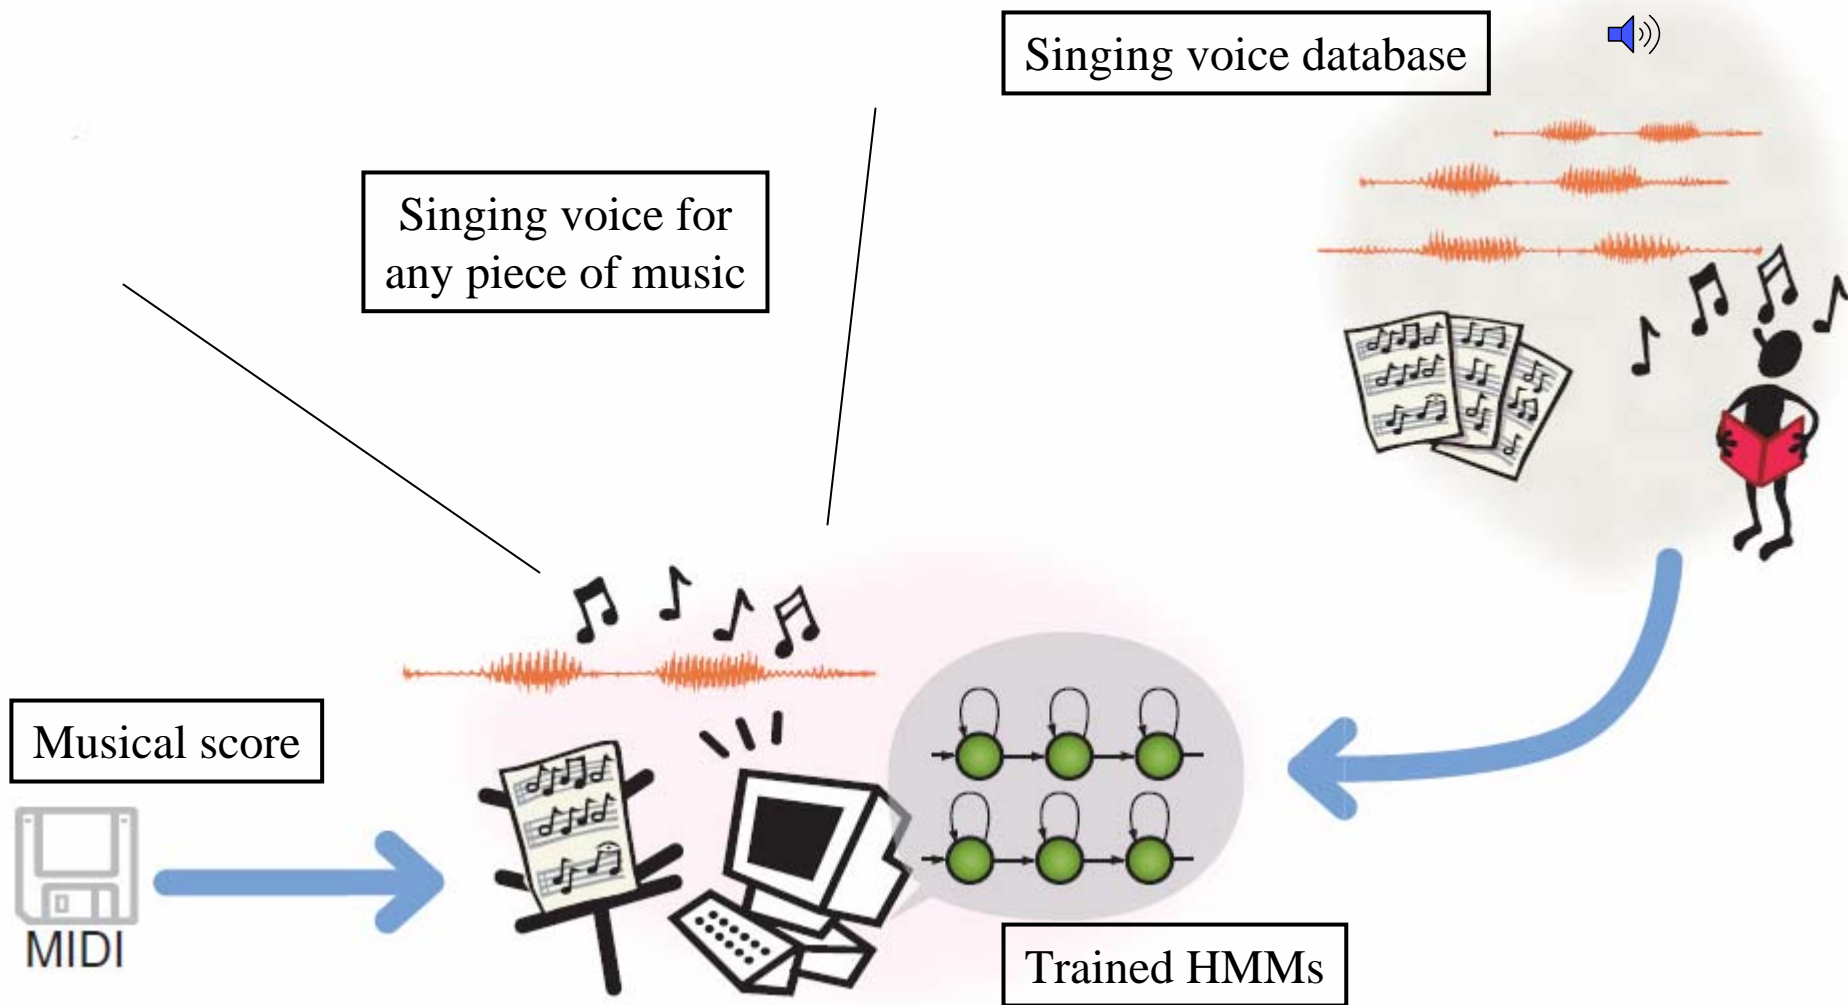 Singing voice database
Singing voice for
any piece of music
Musical score
MIDI
Trained HMMs